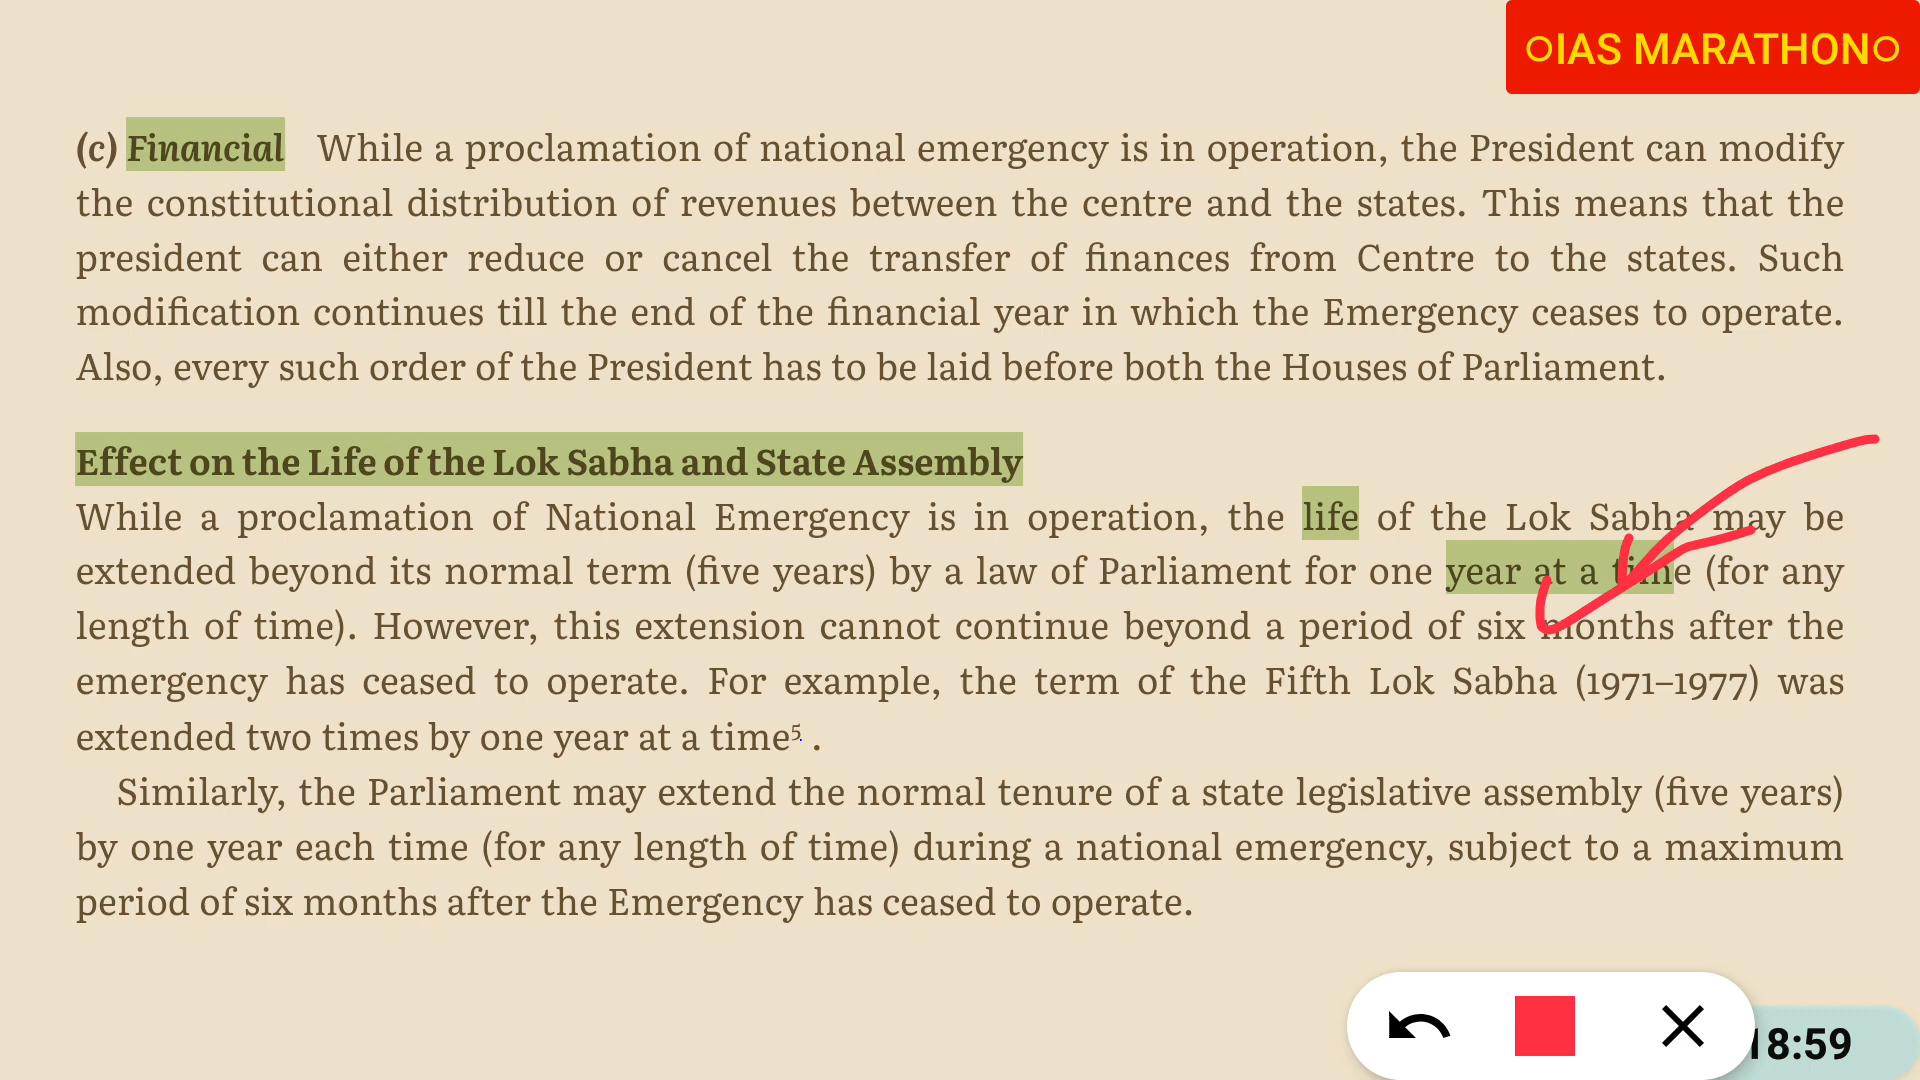 ○IAS MARATHON○
(c) Financial While a proclamation of national emergency is in operation, the President can modify
the constitutional distribution of revenues between the centre and the states. This means that the
president can either reduce or cancel the transfer of finances from Centre to the states. Such
modification continues till the end of the financial year in which the Emergency ceases to operate.
Also, every such order of the President has to be laid before both the Houses of Parliament.
Effect on the Life of the Lok Sabha and State Assembly
While a proclamation of National Emergency is in operation, the life of the Lok Sabha may be
extended beyond its normal term (five years) by a law of Parliament for one year at a time (for any
length of time). However, this extension cannot continue beyond a period of six months after the
emergency has ceased to operate. For example, the term of the Fifth Lok Sabha (1971–1977) was
extended two times by one year at a time⁵ .
Similarly, the Parliament may extend the normal tenure of a state legislative assembly (five years)
by one year each time (for any length of time) during a national emergency, subject to a maximum
period of six months after the Emergency has ceased to operate.
18:59